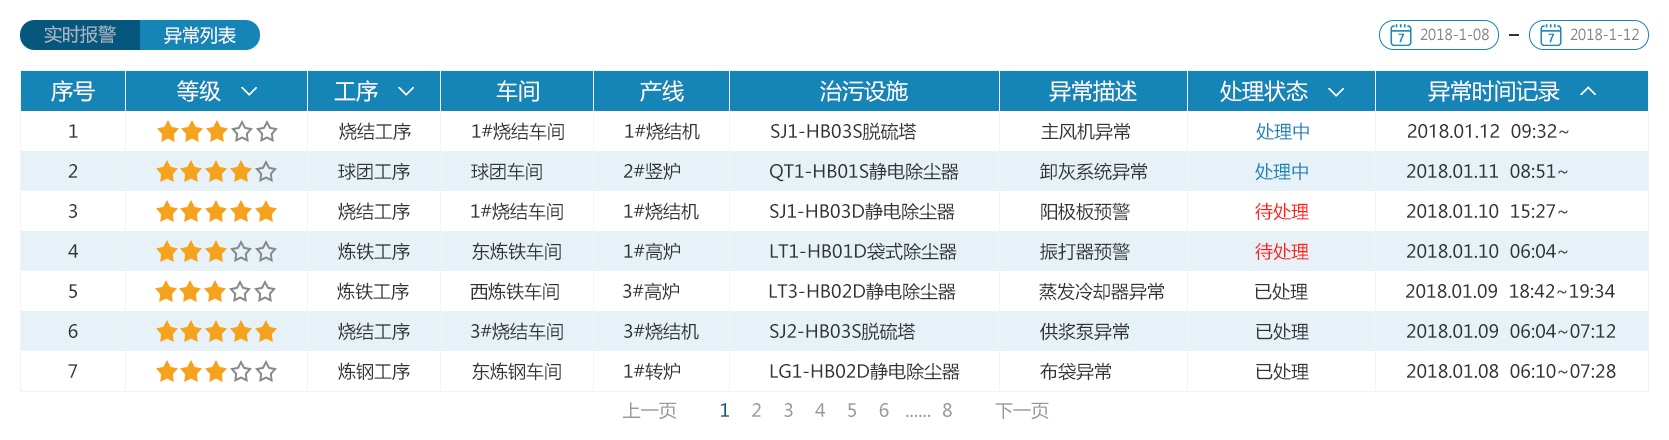 实时报警 异常列表 7 2018-1-08 - 7 2018-1-12
序号 等级 工序 车间 产线 治污设施 异常描述 处理状态 异常时间记录
1 烧结工序 1#烧结车间 1#烧结机 SJ1-HB03S脱硫塔 主风机异常 处理中 2018.01.12 09:32~
2 球团工序 球团车间 2#竖炉 QT1-HB01S静电除尘器 卸灰系统异常 处理中 2018.01.11 08:51~
3 烧结工序 1#烧结车间 1#烧结机 SJ1-HB03D静电除尘器 阳极板预警 待处理 2018.01.10 15:27~
4 炼铁工序 东炼铁车间 1#高炉 LT1-HB01D袋式除尘器 振打器预警 待处理 2018.01.10 06:04~
5 炼铁工序 西炼铁车间 3#高炉 LT3-HB02D静电除尘器 蒸发冷却器异常 已处理 2018.01.09 18:42~19:34
6 烧结工序 3#烧结车间 3#烧结机 SJ2-HB03S脱硫塔 供浆泵异常 已处理 2018.01.09 06:04~07:12
7 炼钢工序 东炼钢车间 1#转炉 LG1-HB02D静电除尘器 布袋异常 已处理 2018.01.08 06:10~07:28
上一页 1 2 3 4 5 6 ...... 8 下一页